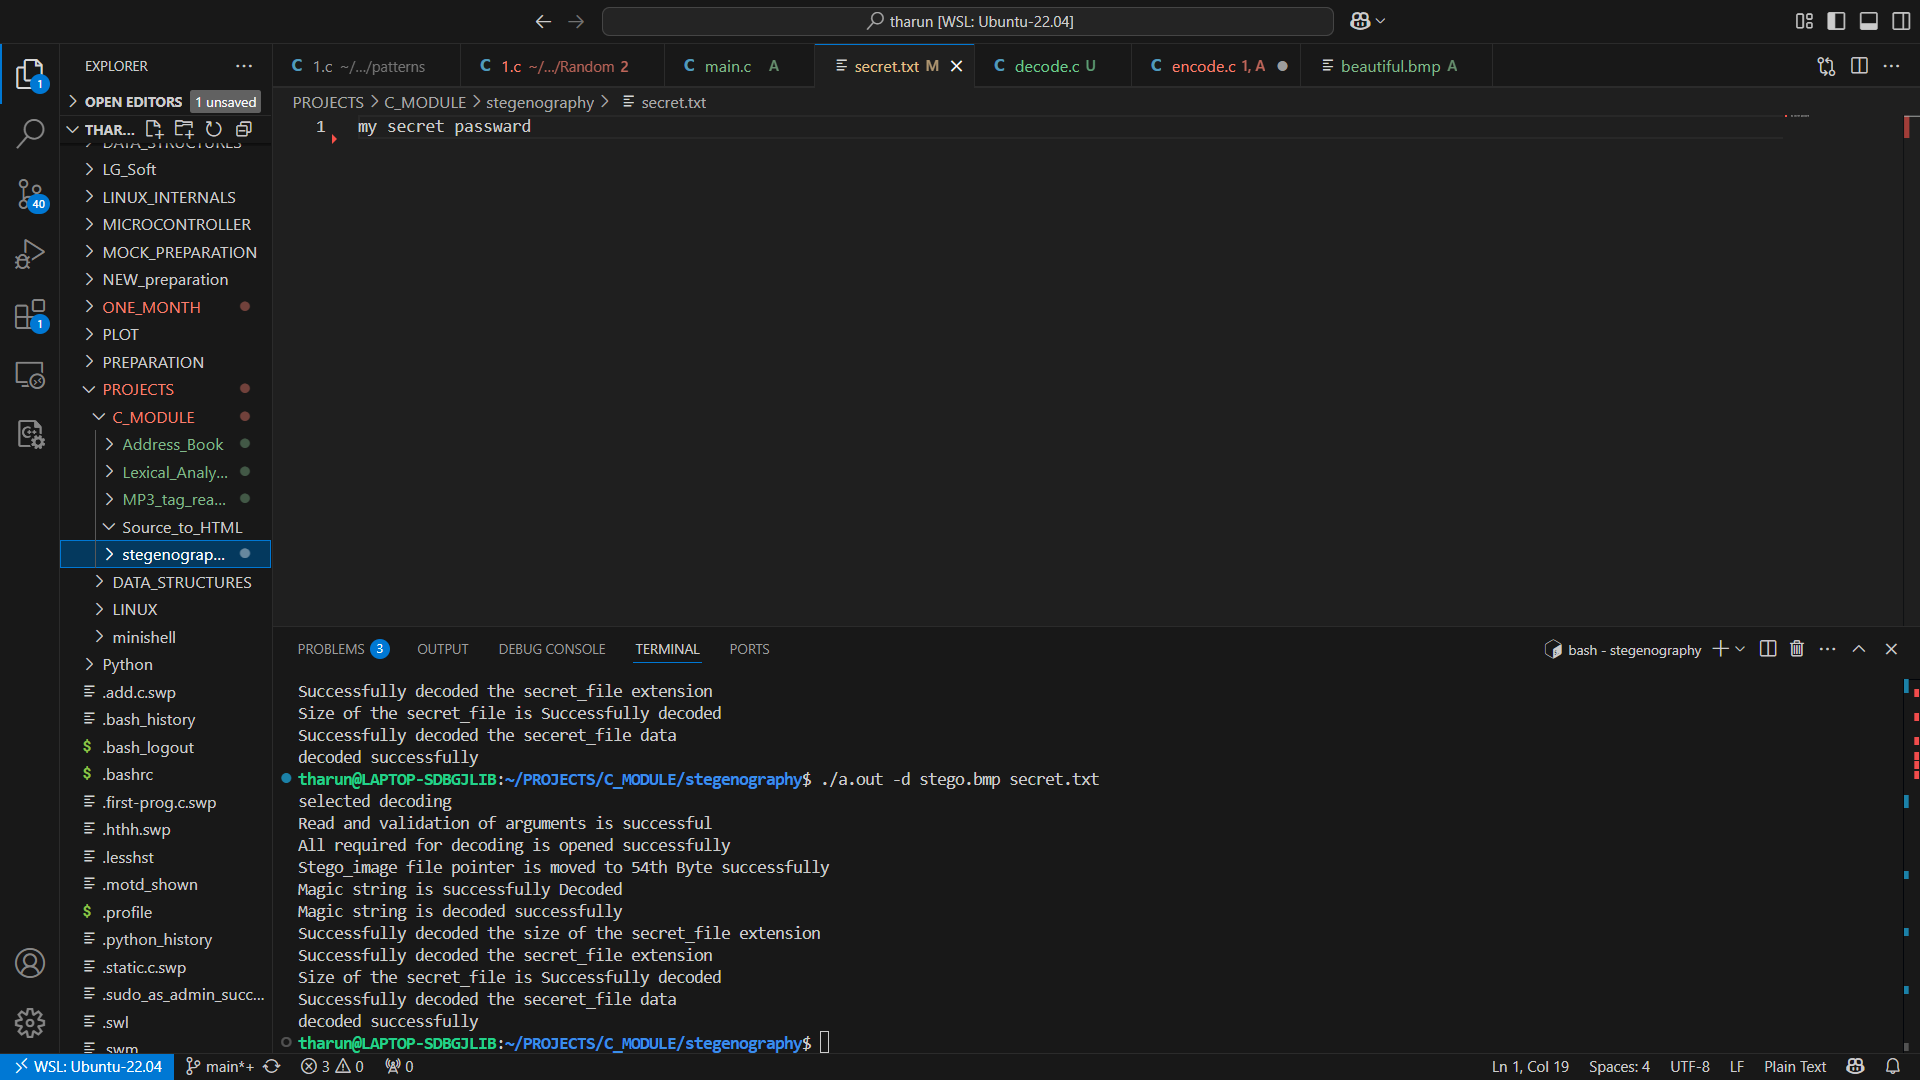 tharun [WSL: Ubuntu-22.04]
EXPLORER
1.c ~/.../patterns
1.c ~/.../Random 2
main.c A
secret.txt M
decode.c U
encode.c 1, A
beautiful.bmp A
1
OPEN EDITORS 1 unsaved
PROJECTS > C_MODULE > stegenography > secret.txt
THAR...
1 my secret passward
DATA_STRUCTURES
LG_Soft
LINUX_INTERNALS
40
MICROCONTROLLER
MOCK_PREPARATION
NEW_preparation
ONE_MONTH
1
PLOT
PREPARATION
PROJECTS
C_MODULE
Address_Book
Lexical_Analy...
MP3_tag_rea...
Source_to_HTML
stegenograp...
DATA_STRUCTURES
LINUX
minishell
Python
.add.c.swp
.bash_history
.bash_logout
.bashrc
.first-prog.c.swp
.hthh.swp
.lesshst
.motd_shown
.profile
.python_history
.static.c.swp
.sudo_as_admin_succ...
.swl
.swm
PROBLEMS 3 OUTPUT DEBUG CONSOLE TERMINAL PORTS
bash - stegenography
Successfully decoded the secret_file extension
Size of the secret_file is Successfully decoded
Successfully decoded the seceret_file data
decoded successfully
tharun@LAPTOP-SDBGJLIB:~/PROJECTS/C_MODULE/stegenography$ ./a.out -d stego.bmp secret.txt
selected decoding
Read and validation of arguments is successful
All required for decoding is opened successfully
Stego_image file pointer is moved to 54th Byte successfully
Magic string is successfully Decoded
Magic string is decoded successfully
Successfully decoded the size of the secret_file extension
Successfully decoded the secret_file extension
Size of the secret_file is Successfully decoded
Successfully decoded the seceret_file data
decoded successfully
tharun@LAPTOP-SDBGJLIB:~/PROJECTS/C_MODULE/stegenography$
WSL: Ubuntu-22.04 main*+ 3 0 0
Ln 1, Col 19 Spaces: 4 UTF-8 LF Plain Text